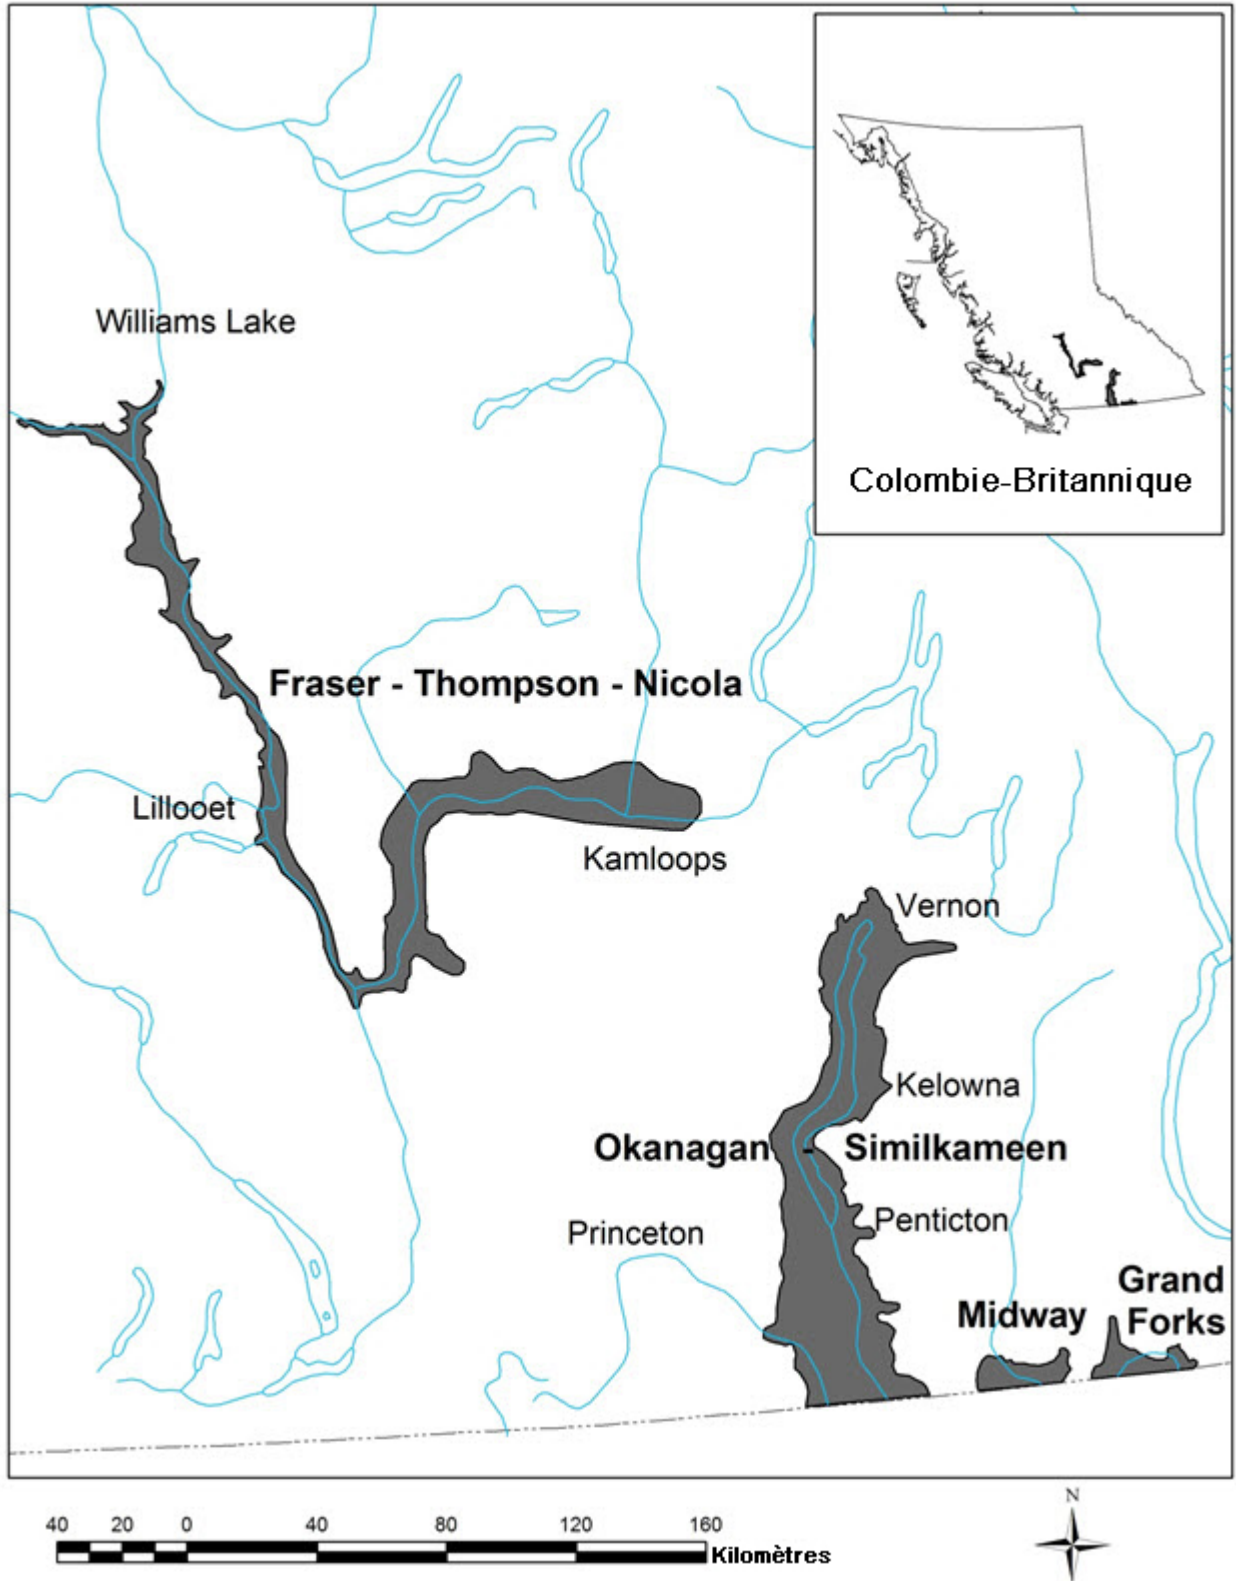 Williams Lake
Colombie-Britannique
Fraser - Thompson - Nicola
Lillooet
Kamloops
Vernon
Kelowna
Okanagan - Similkameen
Princeton
Penticton
Grand
Forks
Midway
N
40 20 0 40 80 120 160
Kilomètres